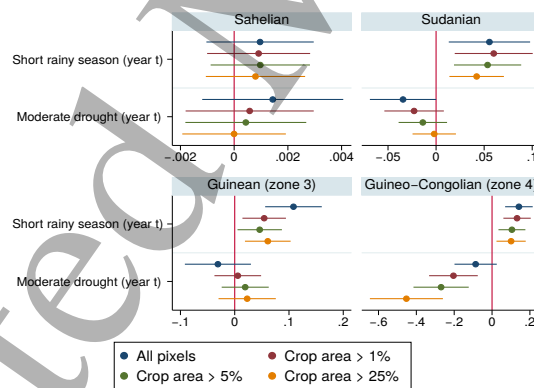 Sahelian Sudanian
Short rainy season (year t)
Moderate drought (year t)
-.002 0 .002 .004 -.05 0 .05 .1
Guinean (zone 3) Guineo-Congolian (zone 4)
Short rainy season (year t)
Moderate drought (year t)
-.1 0 .1 .2 -.6 -.4 -.2 0 .2
All pixels Crop area > 1%
Crop area > 5% Crop area > 25%